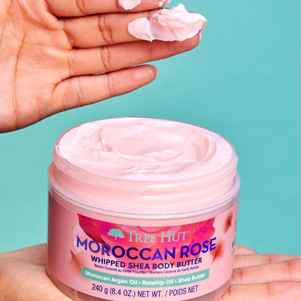 TREE HUT
MOROCCAN ROSE
WHIPPED SHEA BODY BUTTER
Moroccan Argan Oil • Rosehip Oil • Shea Butter
240 g (8.4 OZ.) NET WT. / POIDS NET